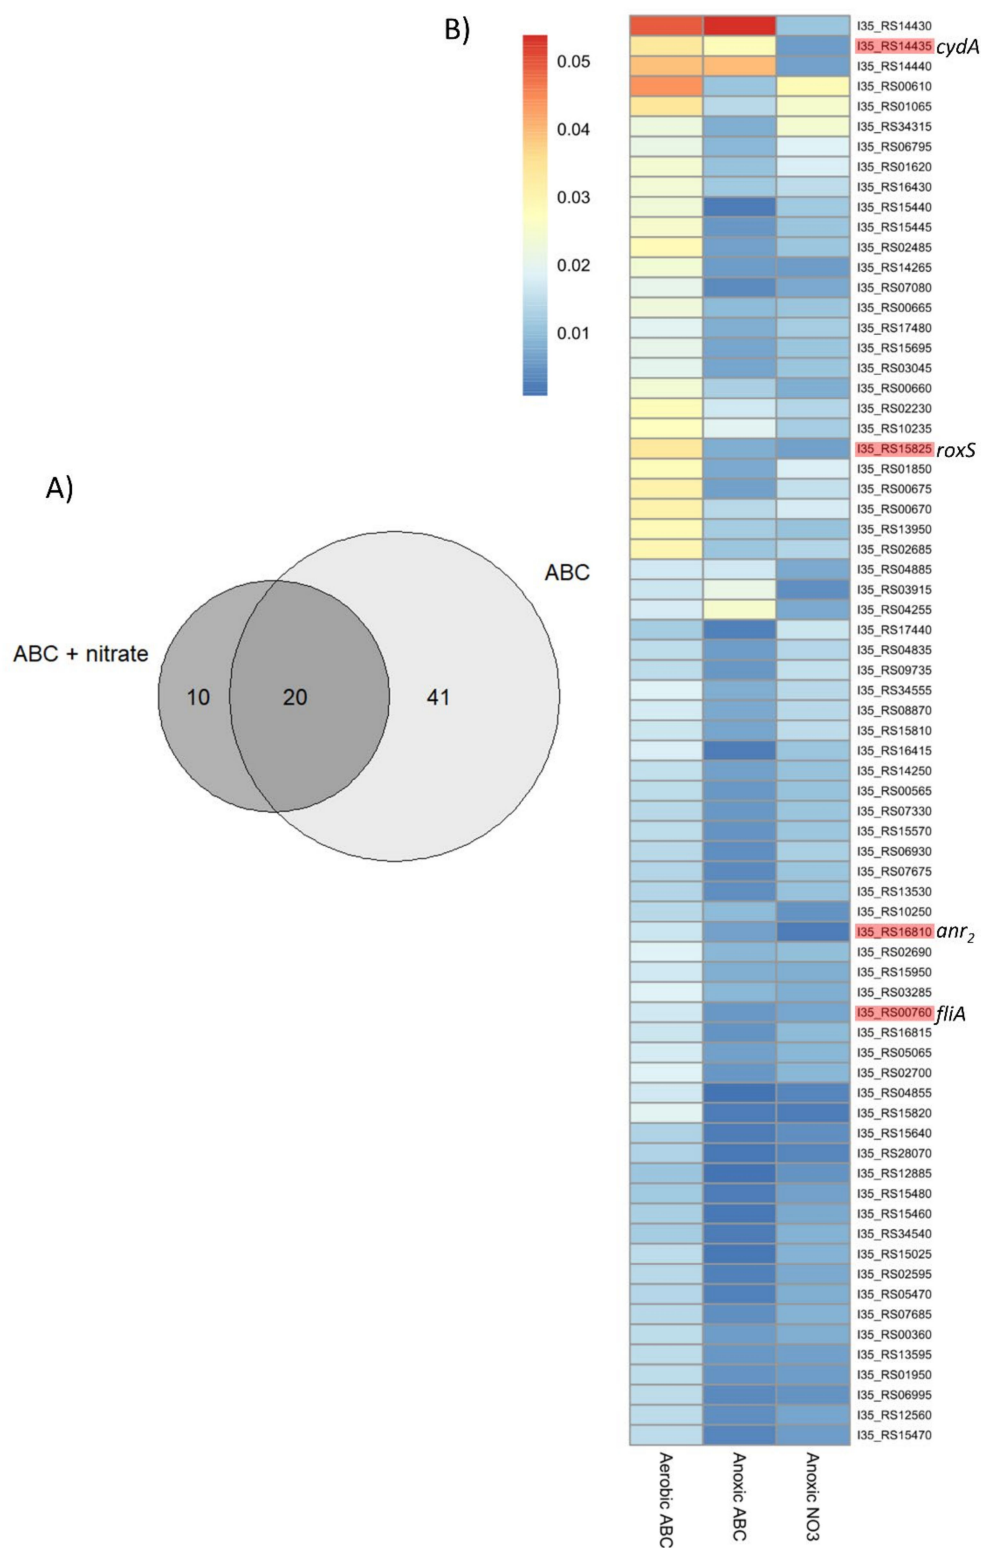 B)
0.05
0.04
0.03
0.02
0.01
I35_RS14430
I35_RS14435 cydA
I35_RS14440
I35_RS00610
I35_RS01065
I35_RS34315
I35_RS06795
I35_RS01620
I35_RS16430
I35_RS15440
I35_RS15445
I35_RS02485
I35_RS14265
I35_RS07080
I35_RS00665
I35_RS17480
I35_RS15695
I35_RS03045
I35_RS00660
I35_RS02230
I35_RS10235
I35_RS15825 roxS
I35_RS01850
I35_RS00675
I35_RS00670
I35_RS13950
I35_RS02685
I35_RS04885
I35_RS03915
I35_RS04255
I35_RS17440
I35_RS04835
I35_RS09735
I35_RS34555
I35_RS08870
I35_RS15810
I35_RS16415
I35_RS14250
I35_RS00565
I35_RS07330
I35_RS15570
I35_RS06930
I35_RS07675
I35_RS13530
I35_RS10250
I35_RS16810 anr2
I35_RS02690
I35_RS15950
I35_RS03285
I35_RS00760 fliA
I35_RS16815
I35_RS05065
I35_RS02700
I35_RS04855
I35_RS15820
I35_RS15640
I35_RS28070
I35_RS12885
I35_RS15480
I35_RS15460
I35_RS34540
I35_RS15025
I35_RS02595
I35_RS05470
I35_RS07685
I35_RS00360
I35_RS13595
I35_RS01950
I35_RS06995
I35_RS12560
I35_RS15470
Aerobic ABC
Anoxic ABC
Anoxic NO3
A)
ABC
ABC + nitrate
10
20
41